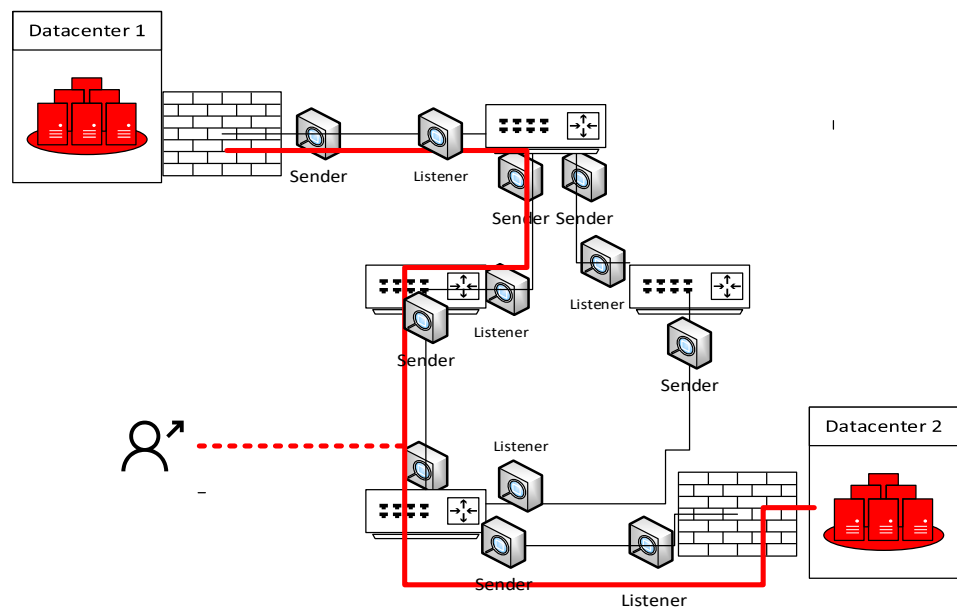 Datacenter 1
Sender
Listener
Sender
Sender
Listener
Listener
Sender
Sender
Datacenter 2
Listener
Sender
Listener